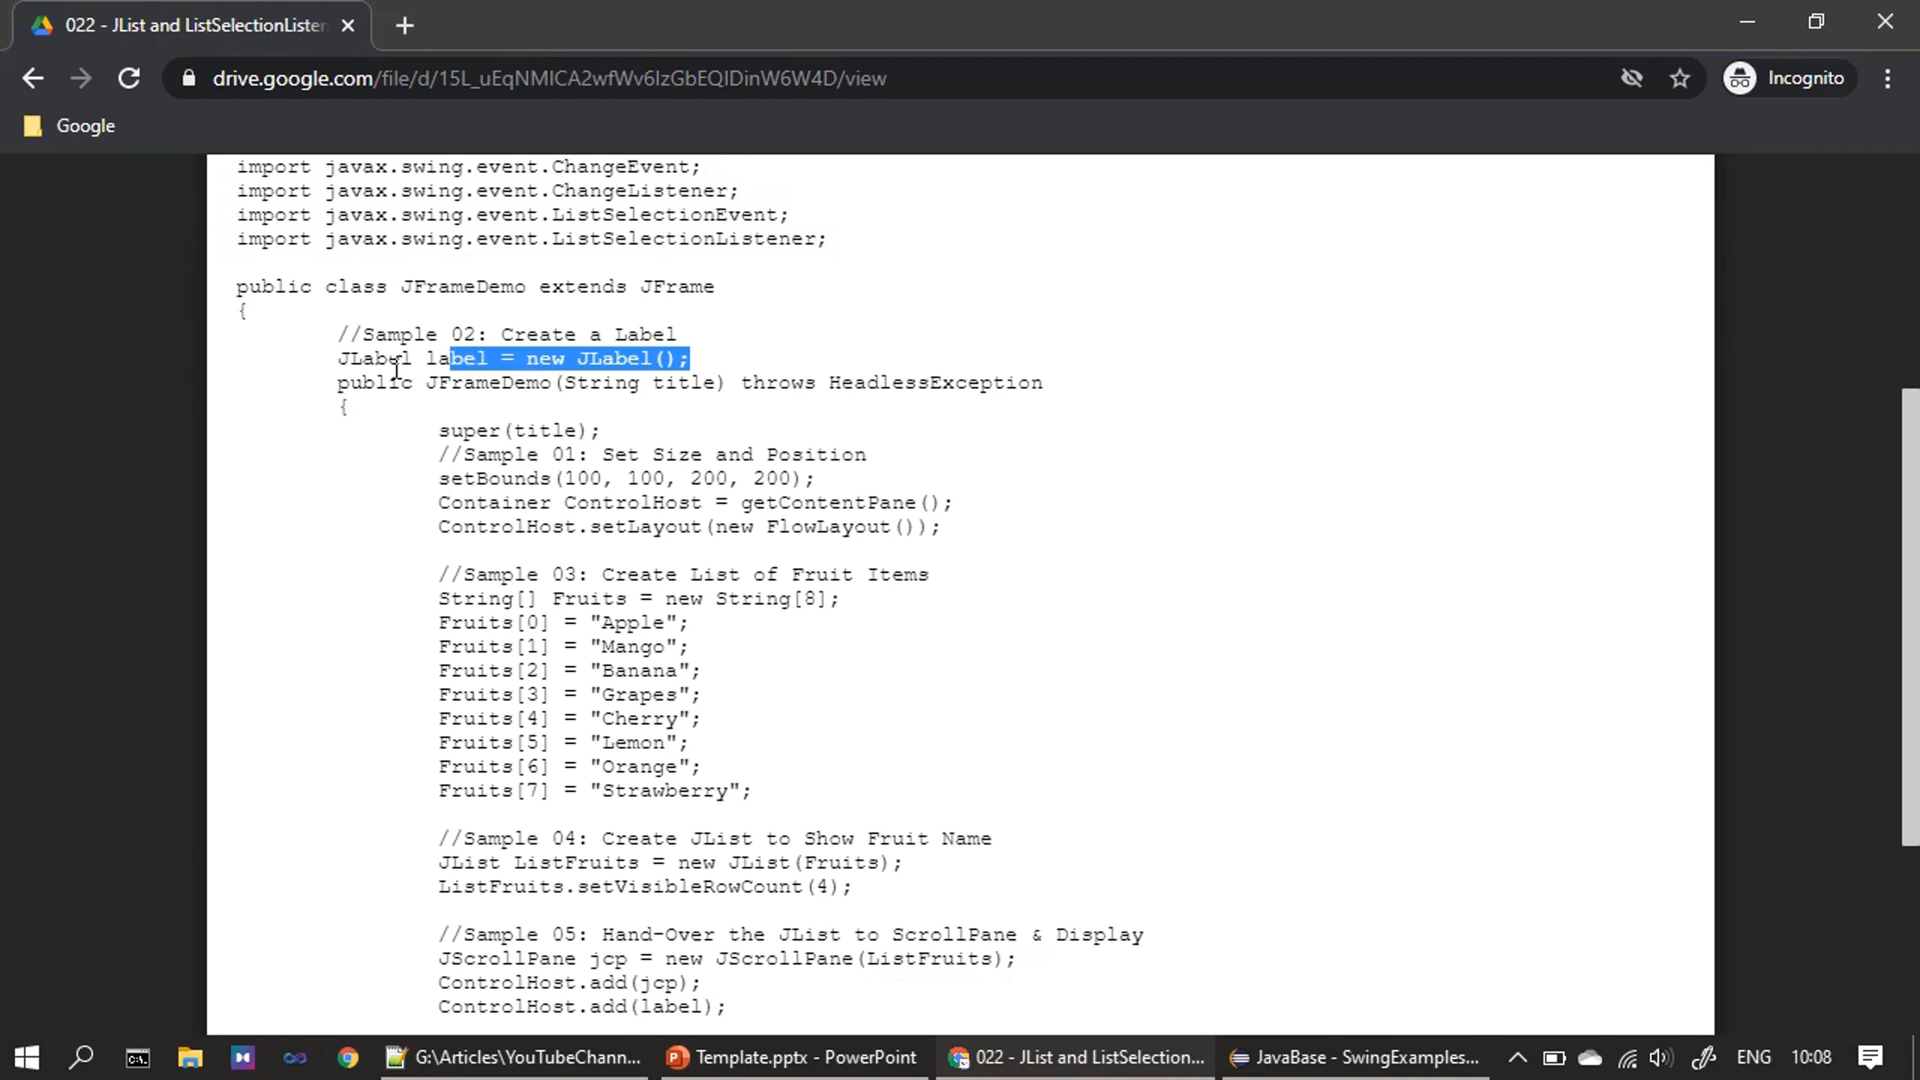 022 - JList and ListSelectionListen
drive.google.com/file/d/15L_uEqNMICA2wfWv6IzGbEQIDinW6W4D/view
Incognito
Google
import javax.swing.event.ChangeEvent;
import javax.swing.event.ChangeListener;
import javax.swing.event.ListSelectionEvent;
import javax.swing.event.ListSelectionListener;
public class JFrameDemo extends JFrame
{
//Sample 02: Create a Label
JLabel label = new JLabel();
public JFrameDemo(String title) throws HeadlessException
{
super(title);
//Sample 01: Set Size and Position
setBounds(100, 100, 200, 200);
Container ControlHost = getContentPane();
ControlHost.setLayout(new FlowLayout());
//Sample 03: Create List of Fruit Items
String[] Fruits = new String[8];
Fruits[0] = "Apple";
Fruits[1] = "Mango";
Fruits[2] = "Banana";
Fruits[3] = "Grapes";
Fruits[4] = "Cherry";
Fruits[5] = "Lemon";
Fruits[6] = "Orange";
Fruits[7] = "Strawberry";
//Sample 04: Create JList to Show Fruit Name
JList ListFruits = new JList(Fruits);
ListFruits.setVisibleRowCount(4);
//Sample 05: Hand-Over the JList to ScrollPane & Display
JScrollPane jcp = new JScrollPane(ListFruits);
ControlHost.add(jcp);
ControlHost.add(label);
G:\Articles\YouTubeChann... Template.pptx - PowerPoint 022 - JList and ListSelection... JavaBase - SwingExamples... ENG 10:08